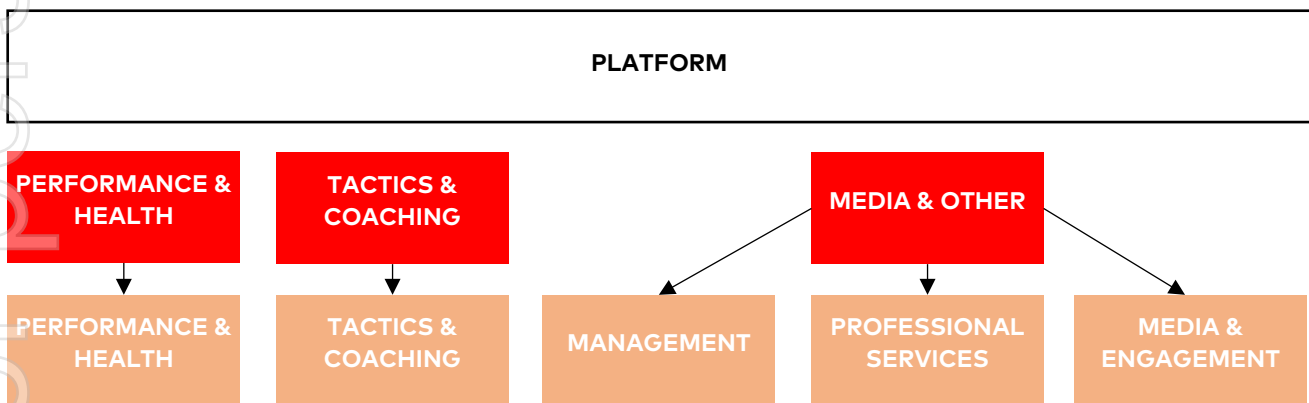 PLATFORM
PERFORMANCE &
HEALTH
TACTICS &
COACHING
MEDIA & OTHER
PERFORMANCE &
HEALTH
TACTICS &
COACHING
MANAGEMENT
PROFESSIONAL
SERVICES
MEDIA &
ENGAGEMENT